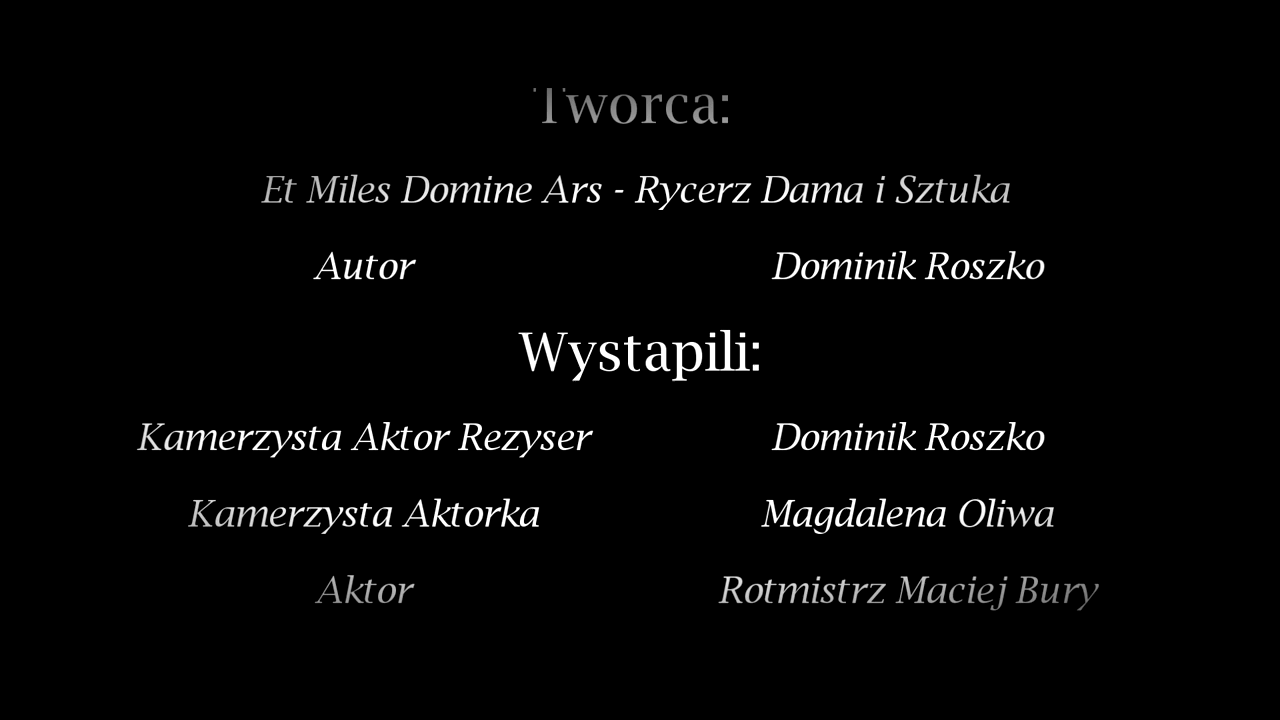 Tworca:
Et Miles Domine Ars - Rycerz Dama i Sztuka
Autor Dominik Roszko
Wystapili:
Kamerzysta Aktor Rezyser Dominik Roszko
Kamerzysta Aktorka Magdalena Oliwa
Aktor Rotmistrz Maciej Bury